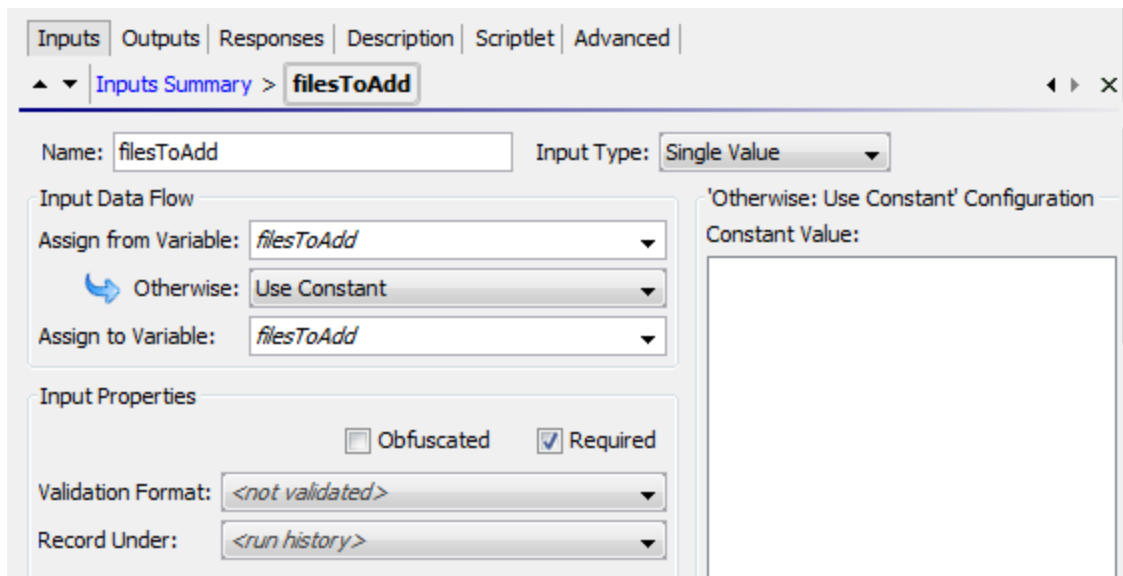 Inputs Outputs Responses Description Scriptlet Advanced
Inputs Summary > filesToAdd
Name: filesToAdd Input Type: Single Value
Input Data Flow 'Otherwise: Use Constant' Configuration
Assign from Variable: filesToAdd Constant Value:
Otherwise: Use Constant
Assign to Variable: filesToAdd
Input Properties
Obfuscated Required
Validation Format: <not validated>
Record Under: <run history>